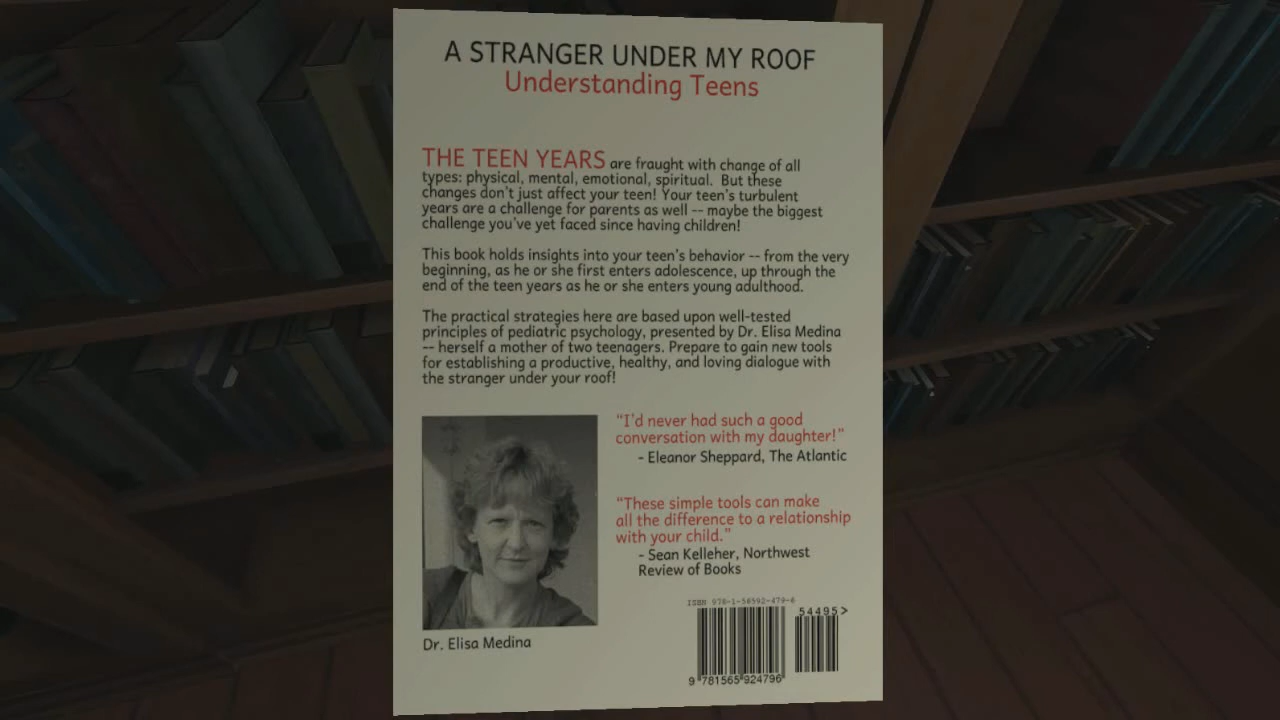 A STRANGER UNDER MY ROOF
Understanding Teens
THE TEEN YEARS are fraught with change of all
types: physical, mental, emotional, spiritual. But these
changes don't just affect your teen! Your teen's turbulent
years are a challenge for parents as well -- maybe the biggest
challenge you've yet faced since having children!
This book holds insights into your teen's behavior -- from the very
beginning, as he or she first enters adolescence, up through the
end of the teen years as he or she enters young adulthood.
The practical strategies here are based upon well-tested
principles of pediatric psychology, presented by Dr. Elisa Medina
-- herself a mother of two teenagers. Prepare to gain new tools
for establishing a productive, healthy, and loving dialogue with
the stranger under your roof!
"I'd never had such a good
conversation with my daughter!"
- Eleanor Sheppard, The Atlantic
"These simple tools can make
all the difference to a relationship
with your child."
- Sean Kelleher, Northwest
Review of Books
Dr. Elisa Medina
ISBN 978-1-56592-479-6
54495>
9 781565 924796